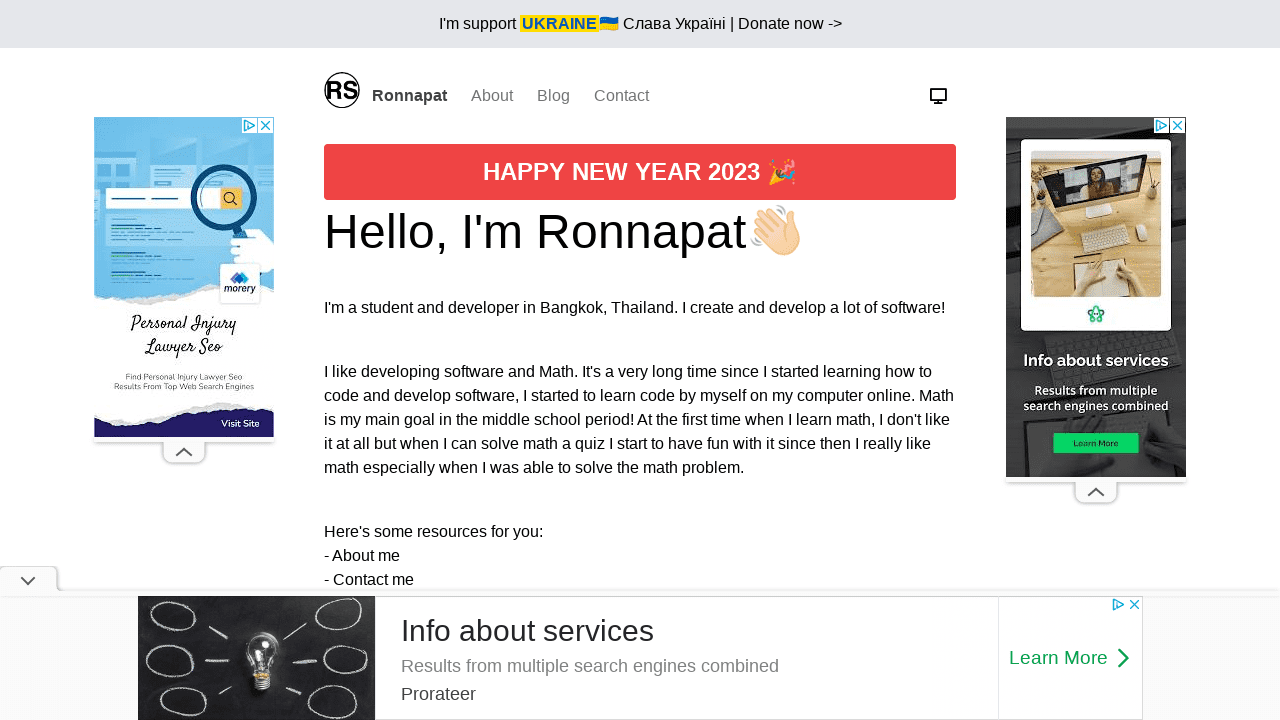 I'm support UKRAINE🇺🇦 Слава Україні | Donate now ->
RS Ronnapat About Blog Contact
HAPPY NEW YEAR 2023 🎉
Hello, I'm Ronnapat👋🏻
I'm a student and developer in Bangkok, Thailand. I create and develop a lot of software!
I like developing software and Math. It's a very long time since I started learning how to
code and develop software, I started to learn code by myself on my computer online. Math
is my main goal in the middle school period! At the first time when I learn math, I don't like
it at all but when I can solve math a quiz I start to have fun with it since then I really like
math especially when I was able to solve the math problem.
Here's some resources for you:
- About me
- Contact me
morery
Personal Injury
Lawyer Seo
Find Personal Injury Lawyer Seo
Results From Top Web Search Engines
Visit Site
Info about services
Results from multiple
search engines combined
Learn More
Info about services
Results from multiple search engines combined
Prorateer
Learn More